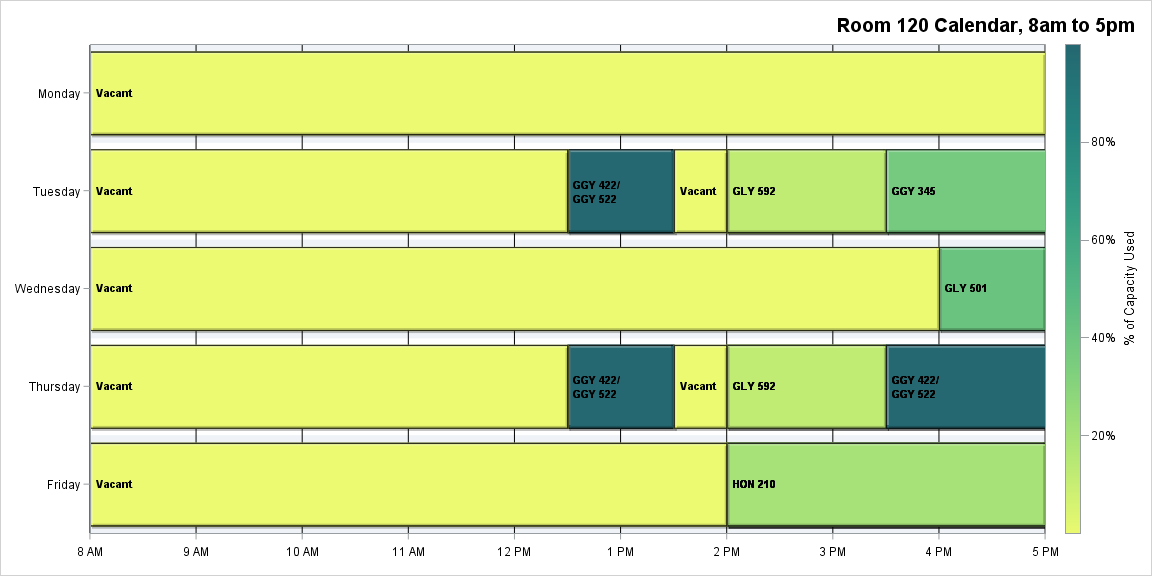 Room 120 Calendar, 8am to 5pm
Monday
Vacant
Tuesday
Vacant
GGY 422/
GGY 522
Vacant
GLY 592
GGY 345
Wednesday
Vacant
GLY 501
Thursday
Vacant
GGY 422/
GGY 522
Vacant
GLY 592
GGY 422/
GGY 522
Friday
Vacant
HON 210
8 AM
9 AM
10 AM
11 AM
12 PM
1 PM
2 PM
3 PM
4 PM
5 PM
80%
60%
40%
20%
% of Capacity Used